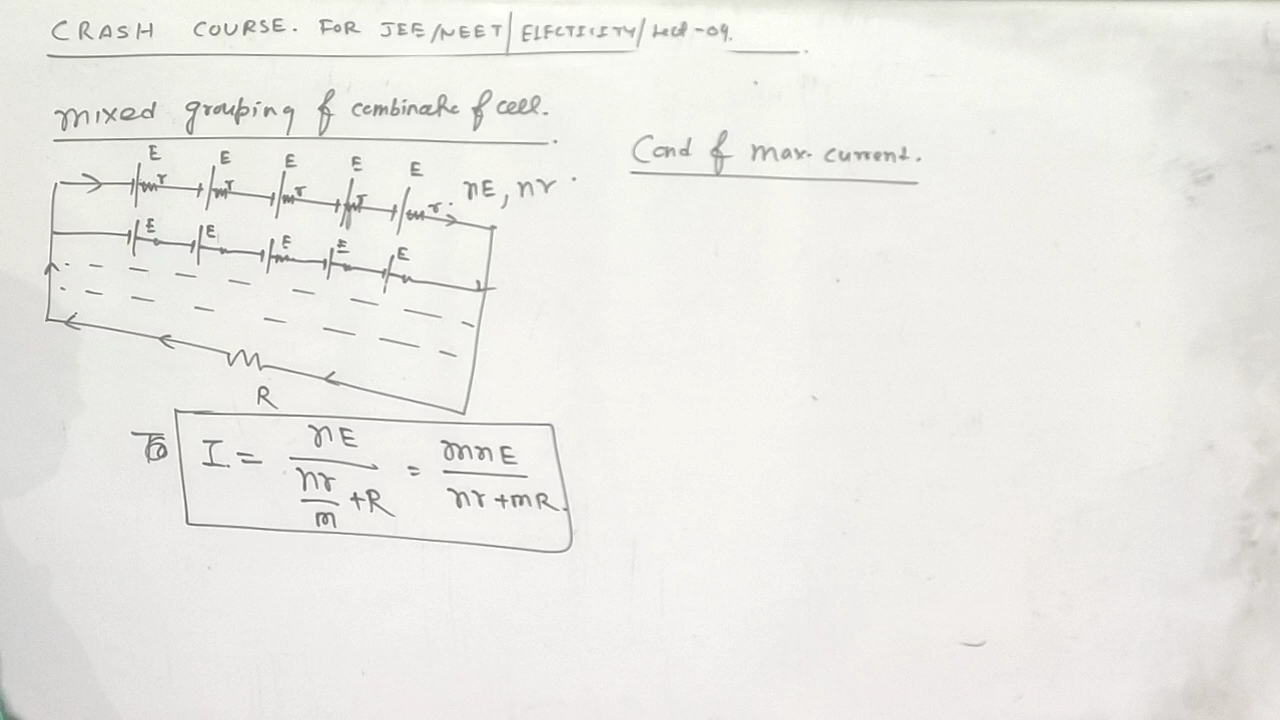 CRASH COURSE. FOR JEE/NEET/ELECTICITY/Lect-09.
mixed grouping of combinate of cell.
Cond of max. current.
E E E E E
r r r r r. nE, nr.
E E E E E
R
I = nE / (nr/m + R) = mnE / (nr + mR).